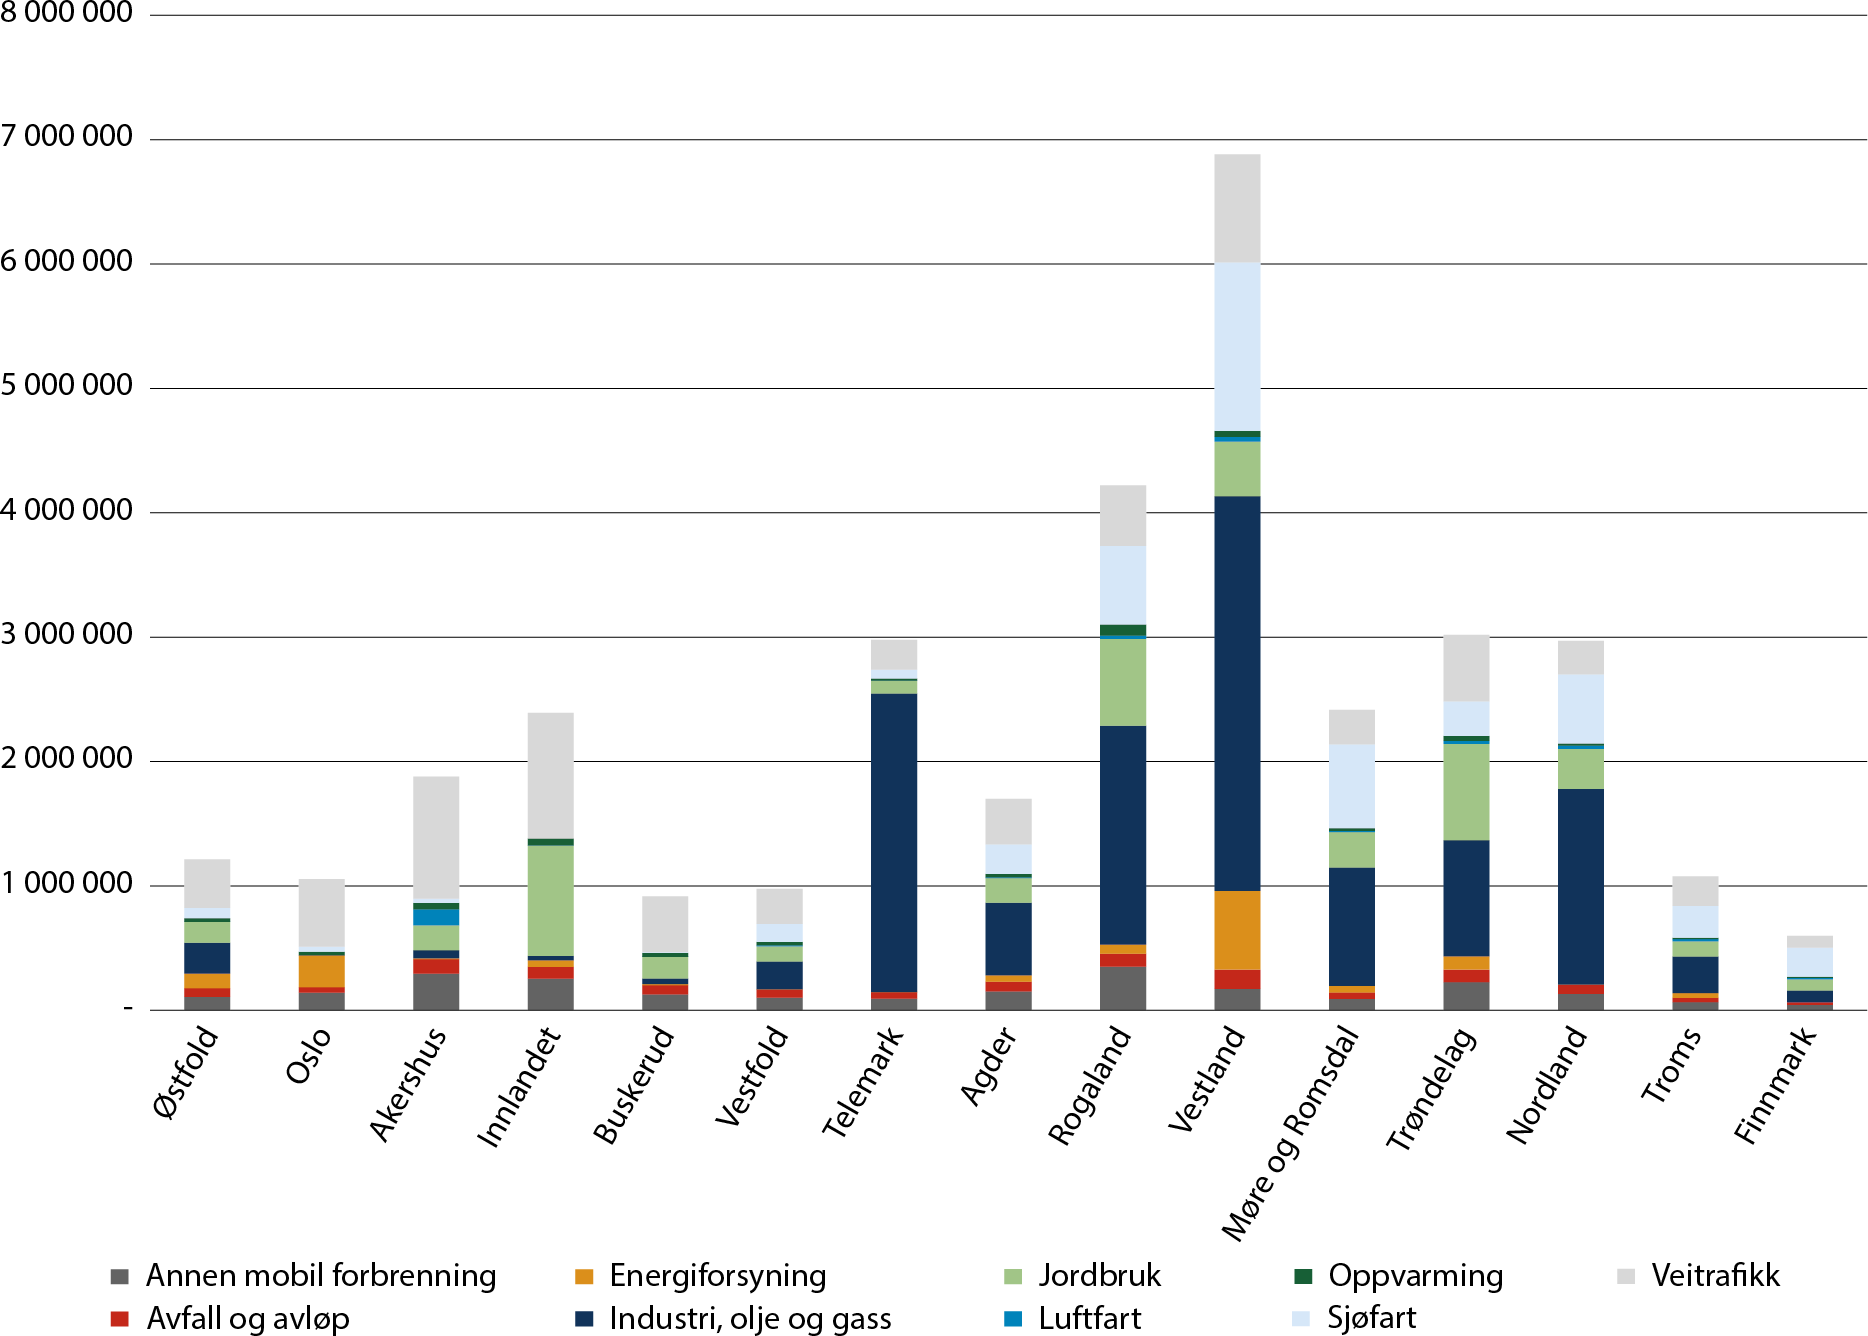 8 000 000
7 000 000
6 000 000
5 000 000
4 000 000
3 000 000
2 000 000
1 000 000
-
Østfold
Oslo
Akershus
Innlandet
Buskerud
Vestfold
Telemark
Agder
Rogaland
Vestland
Møre og Romsdal
Trøndelag
Nordland
Troms
Finnmark
Annen mobil forbrenning
Energiforsyning
Jordbruk
Oppvarming
Veitrafikk
Avfall og avløp
Industri, olje og gass
Luftfart
Sjøfart